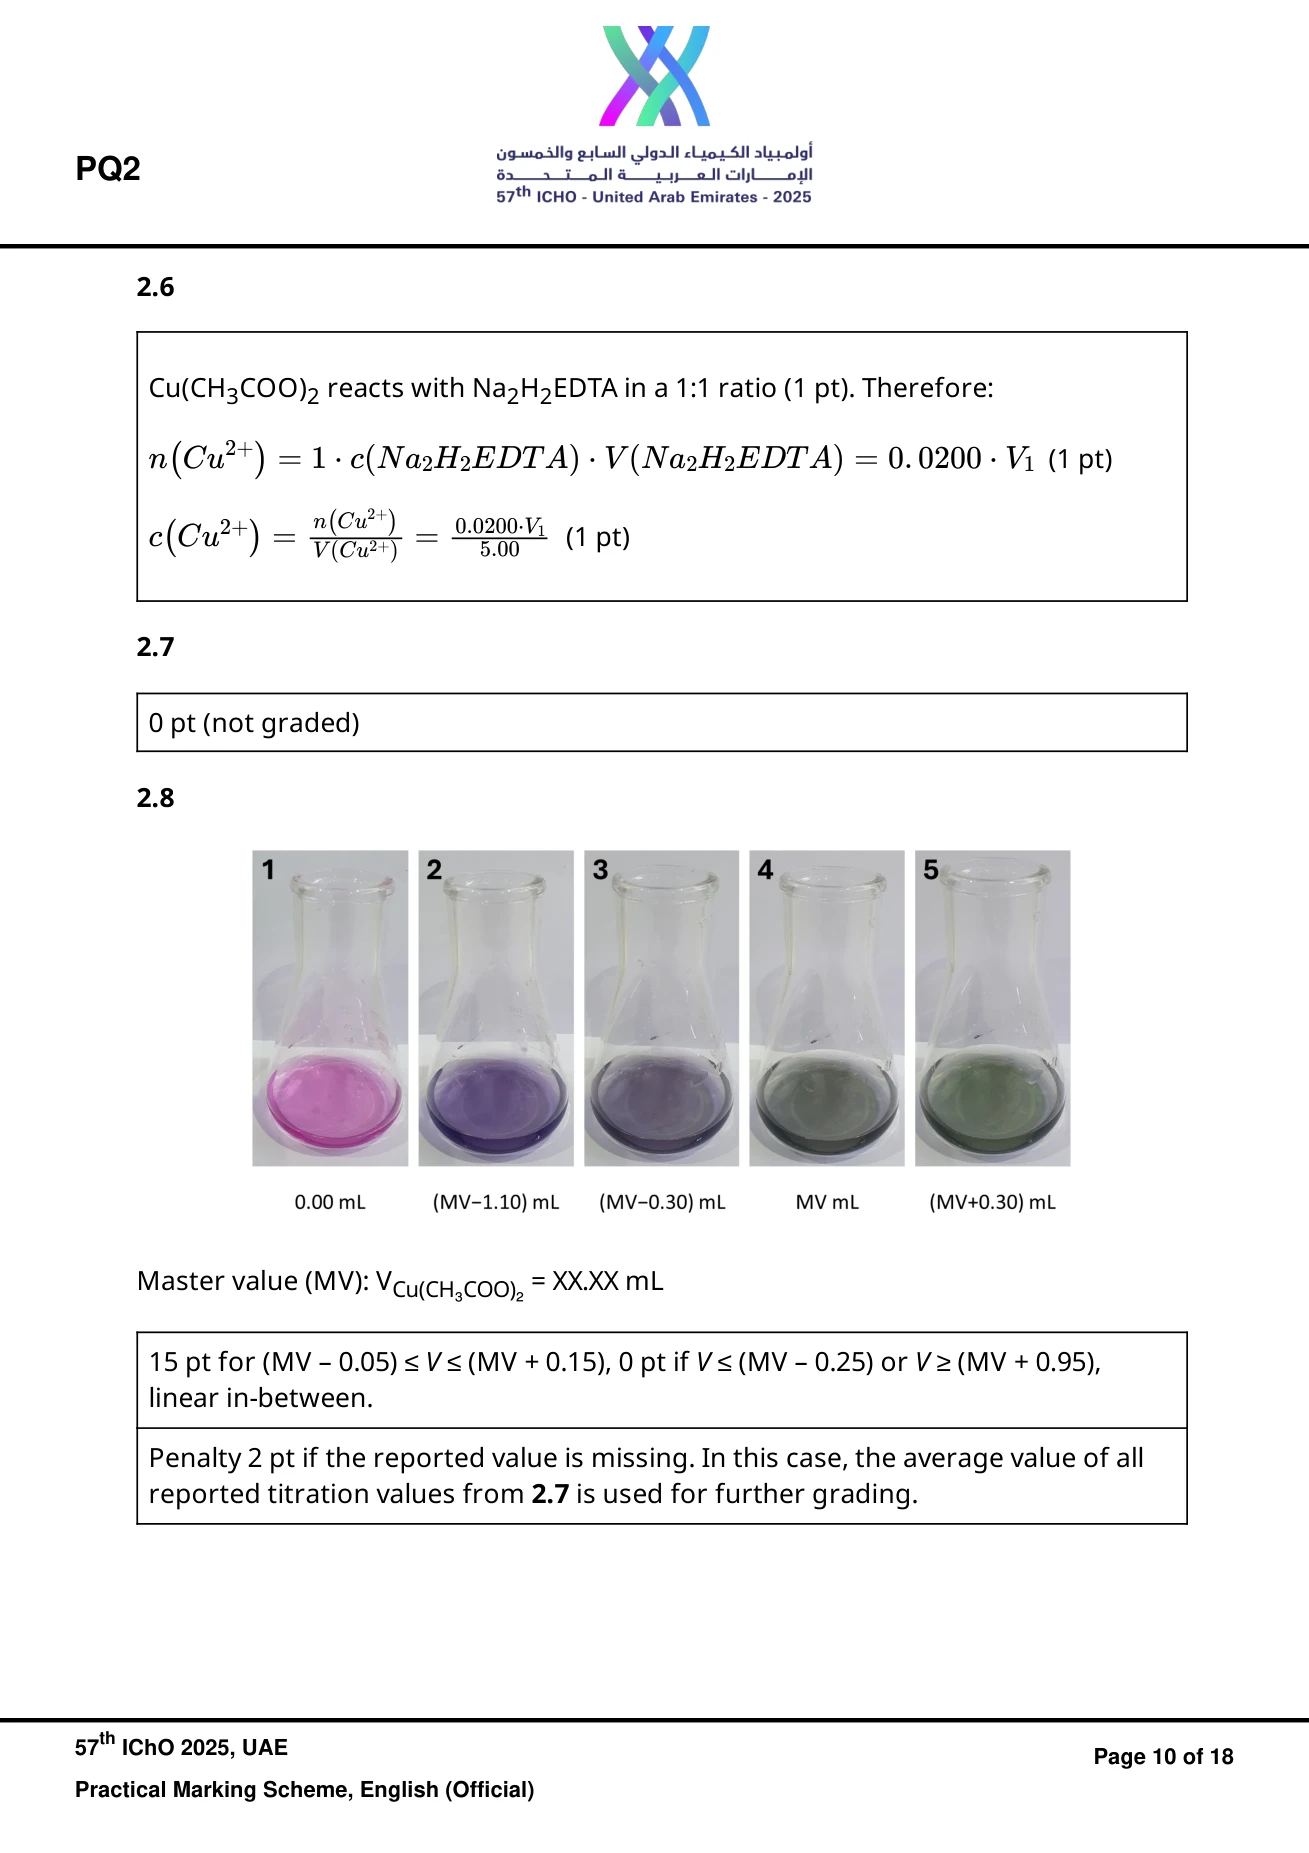 PQ2
أولمبياد الكيمياء الدولي السابع والخمسون
الإمـــــارات العـــربيـــة المـــتـــحـــدة
57th ICHO - United Arab Emirates - 2025
2.6
Cu(CH₃COO)₂ reacts with Na₂H₂EDTA in a 1:1 ratio (1 pt). Therefore:
n(Cu²⁺) = 1 · c(Na₂H₂EDTA) · V(Na₂H₂EDTA) = 0.0200 · V₁ (1 pt)
c(Cu²⁺) = n(Cu²⁺)/V(Cu²⁺) = 0.0200·V₁/5.00 (1 pt)
2.7
0 pt (not graded)
2.8
1 2 3 4 5
0.00 mL (MV−1.10) mL (MV−0.30) mL MV mL (MV+0.30) mL
Master value (MV): V_Cu(CH₃COO)₂ = XX.XX mL
15 pt for (MV – 0.05) ≤ V ≤ (MV + 0.15), 0 pt if V ≤ (MV – 0.25) or V ≥ (MV + 0.95),
linear in-between.
Penalty 2 pt if the reported value is missing. In this case, the average value of all
reported titration values from 2.7 is used for further grading.
57th IChO 2025, UAE
Practical Marking Scheme, English (Official)
Page 10 of 18